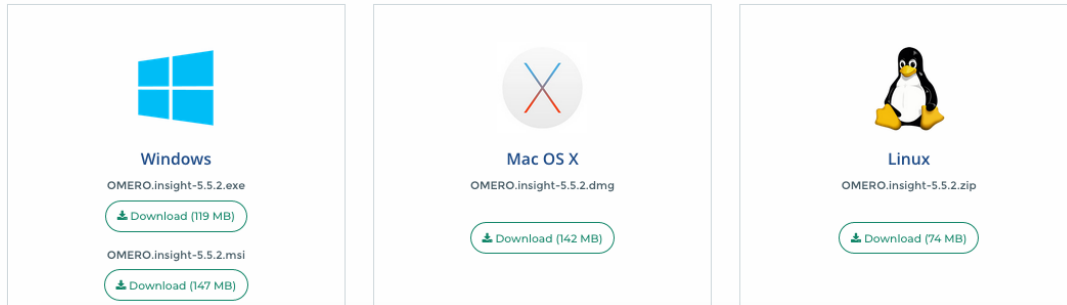 Windows
OMERO.insight-5.5.2.exe
Download (119 MB)
OMERO.insight-5.5.2.msi
Download (147 MB)
Mac OS X
OMERO.insight-5.5.2.dmg
Download (142 MB)
Linux
OMERO.insight-5.5.2.zip
Download (74 MB)